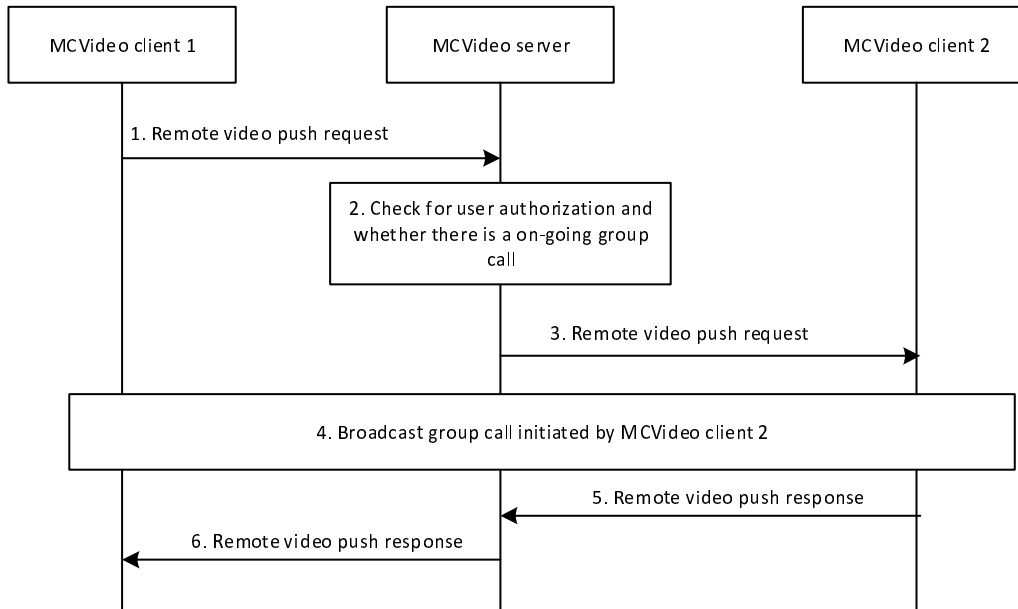 MCVideo client 1
MCVideo server
MCVideo client 2
1. Remote video push request
2. Check for user authorization and
whether there is a on-going group
call
3. Remote video push request
4. Broadcast group call initiated by MCVideo client 2
5. Remote video push response
6. Remote video push response